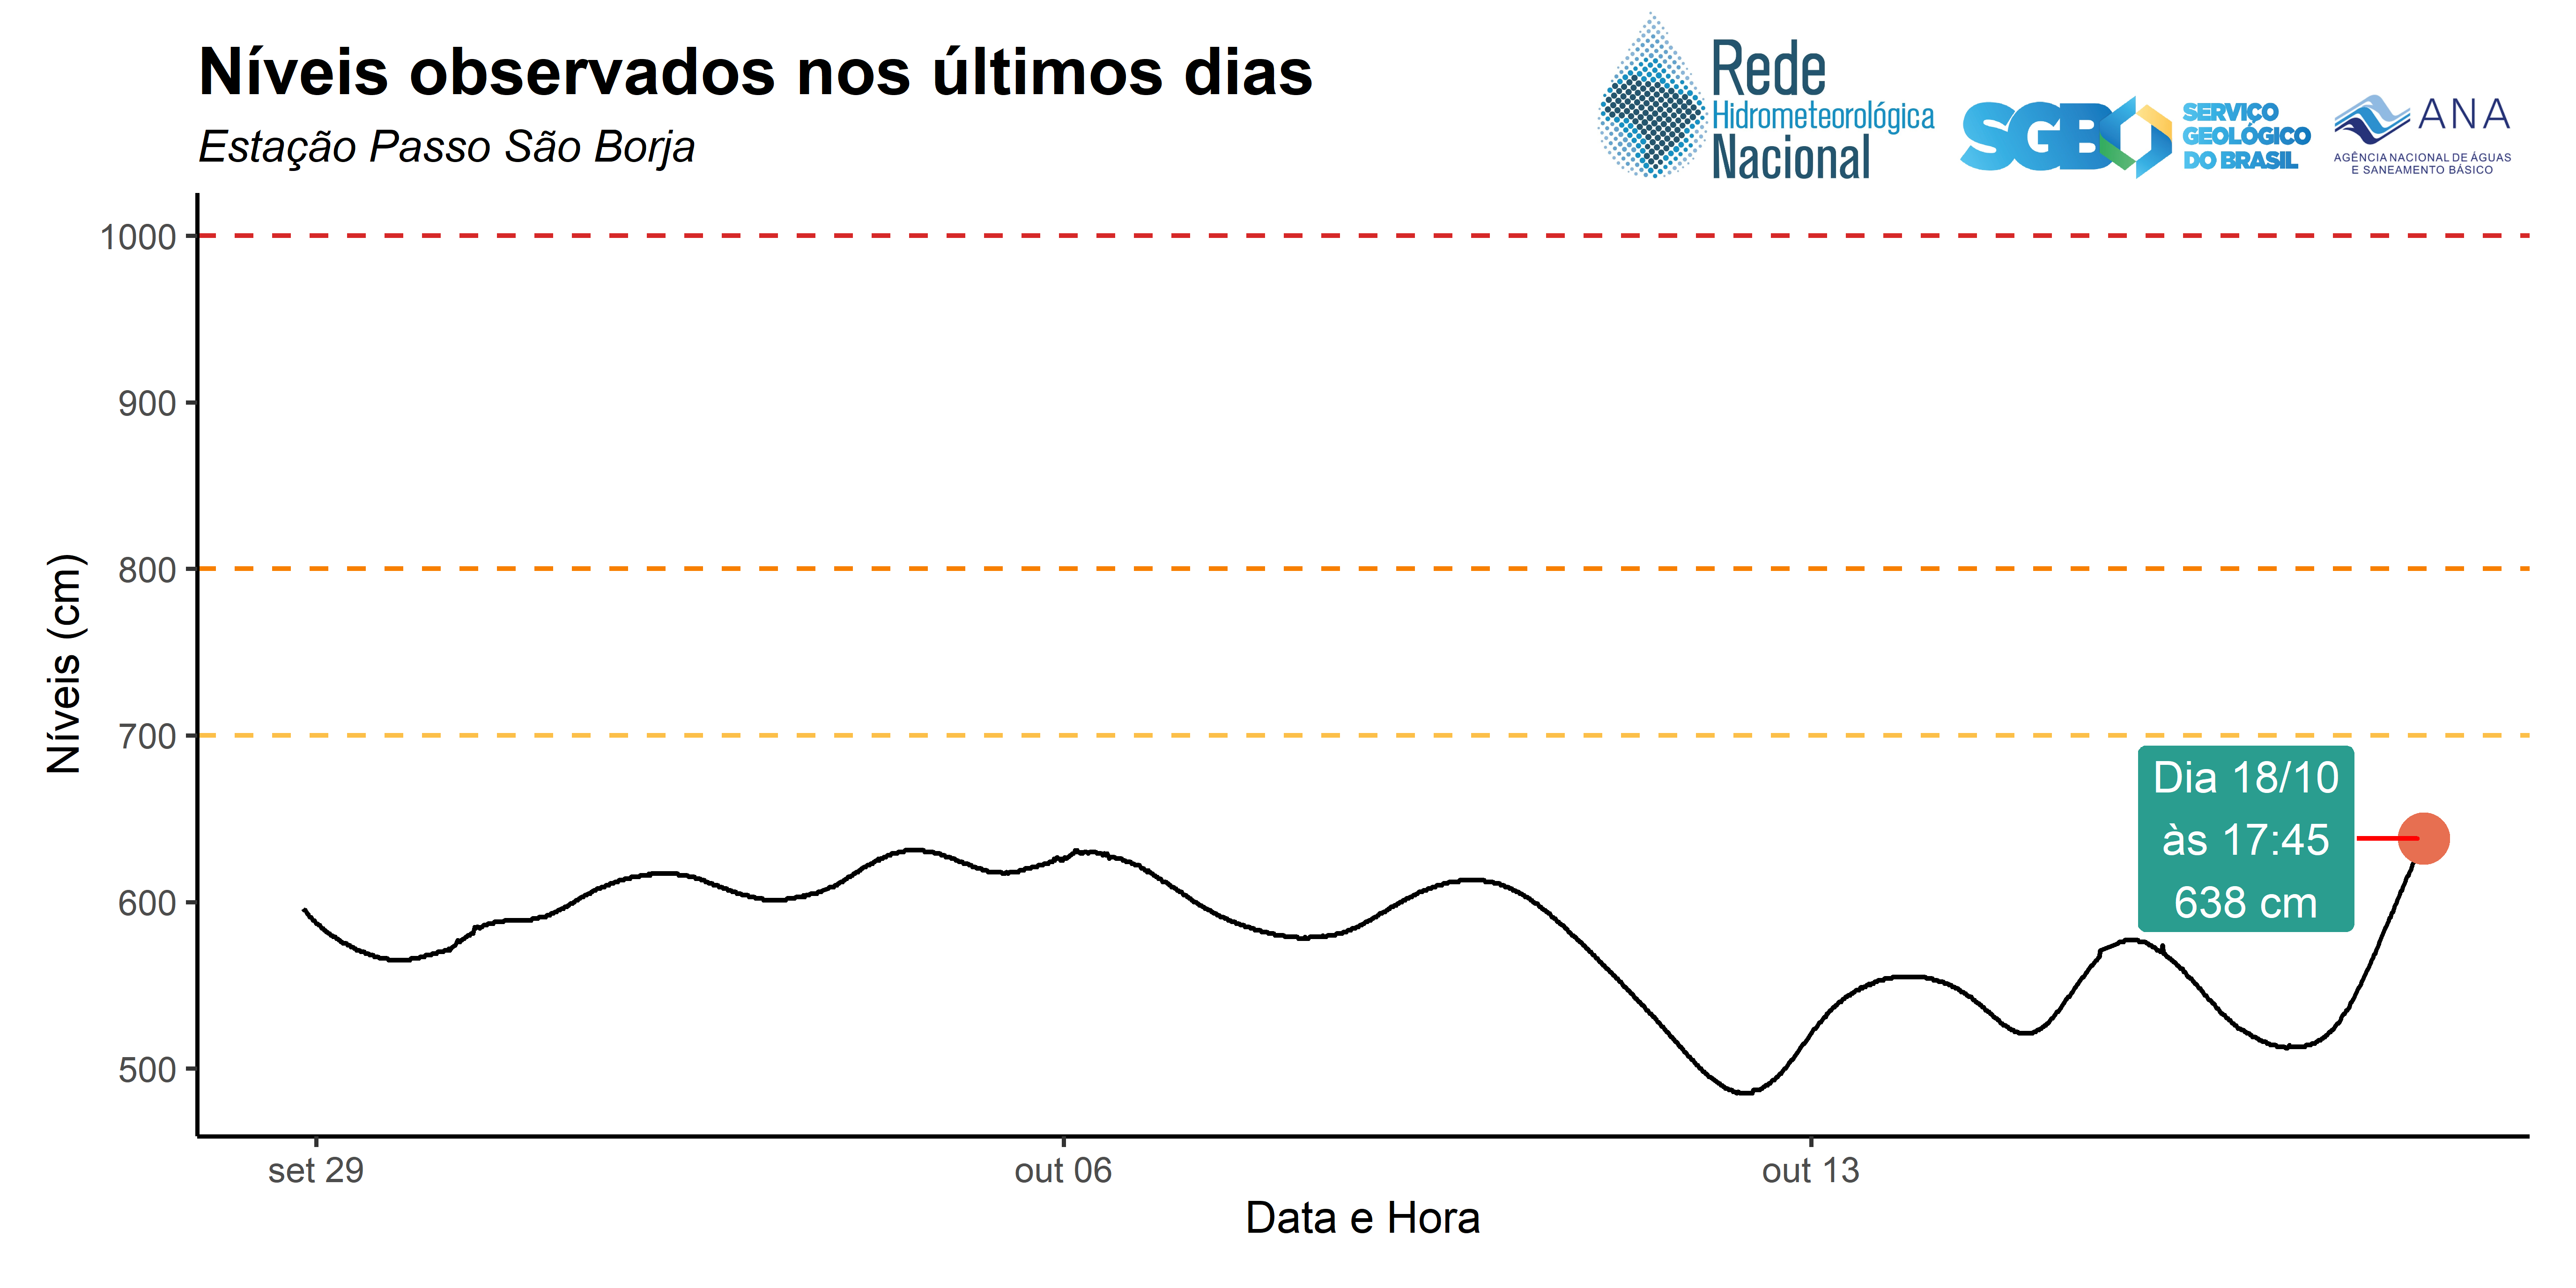 Níveis observados nos últimos dias
Estação Passo São Borja
Rede
Hidrometeorológica
Nacional
SGB
SERVIÇO
GEOLÓGICO
DO BRASIL
ANA
AGÊNCIA NACIONAL DE ÁGUAS
E SANEAMENTO BÁSICO
Níveis (cm)
1000
900
800
700
600
500
Dia 18/10
às 17:45
638 cm
set 29
out 06
out 13
Data e Hora